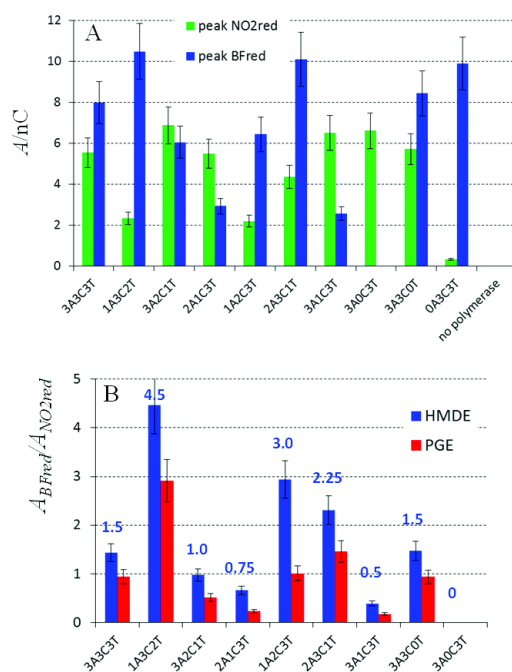 A
peak NO2red
peak BFred
A/nC
12
10
8
6
4
2
0
3A3C3T
1A3C2T
3A2C1T
2A1C3T
1A2C3T
2A3C1T
3A1C3T
3A0C3T
3A3C0T
0A3C3T
no polymerase
B
HMDE
PGE
ABFred/ANO2red
5
4
3
2
1
0
1.5
4.5
1.0
0.75
3.0
2.25
0.5
1.5
0
3A3C3T
1A3C2T
3A2C1T
2A1C3T
1A2C3T
2A3C1T
3A1C3T
3A3C0T
3A0C3T